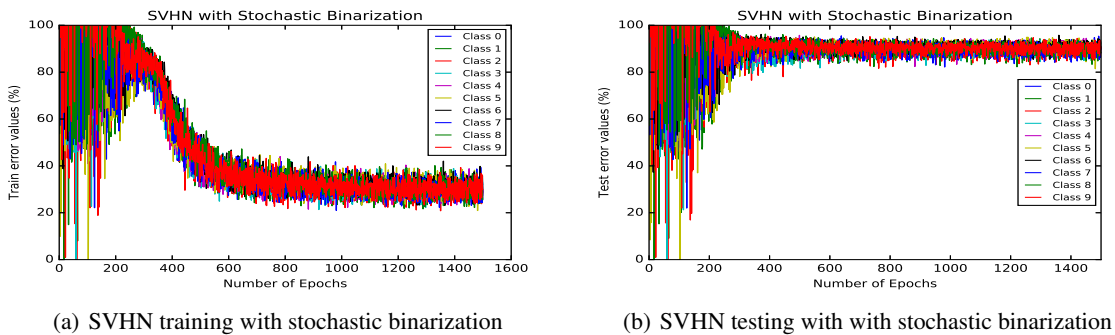 SVHN with Stochastic Binarization
100
80
60
40
20
0
Train error values (%)
Class 0
Class 1
Class 2
Class 3
Class 4
Class 5
Class 6
Class 7
Class 8
Class 9
0 200 400 600 800 1000 1200 1400 1600
Number of Epochs
(a) SVHN training with stochastic binarization
SVHN with Stochastic Binarization
100
80
60
40
20
0
Test error values (%)
Class 0
Class 1
Class 2
Class 3
Class 4
Class 5
Class 6
Class 7
Class 8
Class 9
0 200 400 600 800 1000 1200 1400
Number of Epochs
(b) SVHN testing with with stochastic binarization